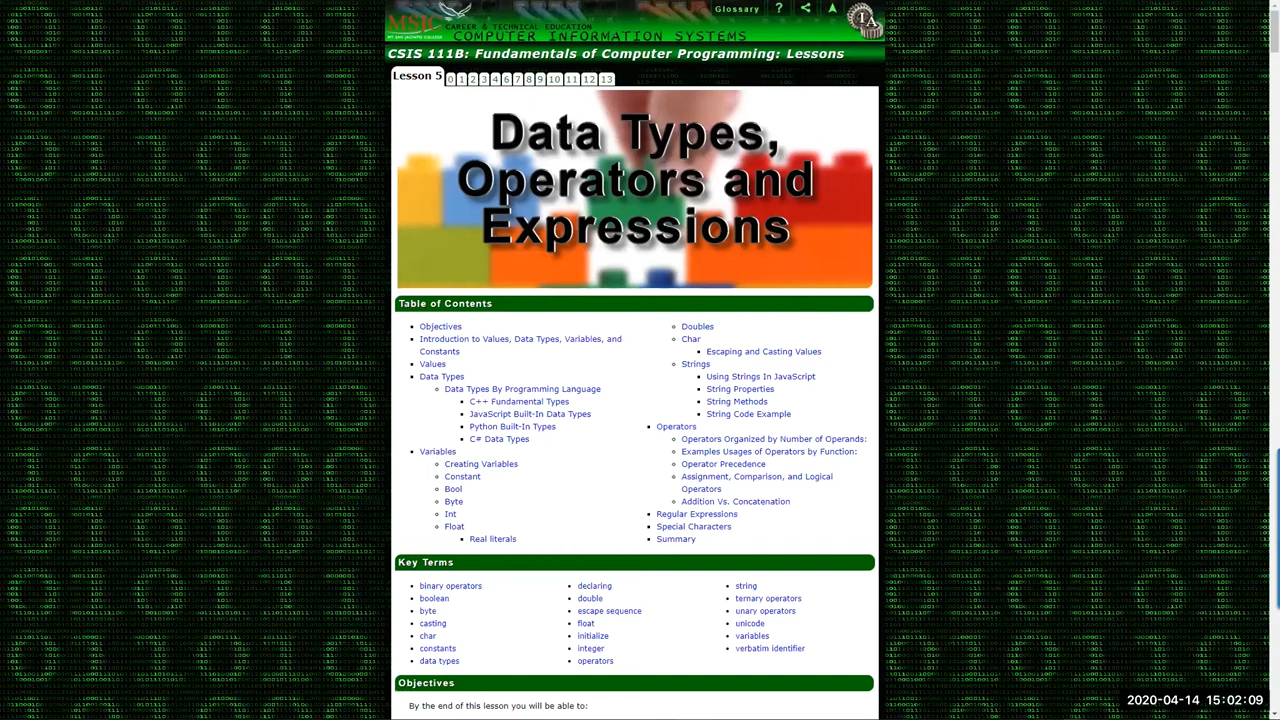 Glossary ?
MSJC CAREER & TECHNICAL EDUCATION
MT SAN JACINTO COLLEGE COMPUTER INFORMATION SYSTEMS
CSIS 111B: Fundamentals of Computer Programming: Lessons
Lesson 5 0 1 2 3 4 6 7 8 9 10 11 12 13
Data Types,
Operators and
Expressions
Table of Contents
Objectives
Introduction to Values, Data Types, Variables, and
Constants
Values
Data Types
Data Types By Programming Language
C++ Fundamental Types
JavaScript Built-In Data Types
Python Built-In Types
C# Data Types
Variables
Creating Variables
Constant
Bool
Byte
Int
Float
Real literals
Doubles
Char
Escaping and Casting Values
Strings
Using Strings In JavaScript
String Properties
String Methods
String Code Example
Operators
Operators Organized by Number of Operands:
Examples Usages of Operators by Function:
Operator Precedence
Assignment, Comparison, and Logical
Operators
Addition Vs. Concatenation
Regular Expressions
Special Characters
Summary
Key Terms
binary operators
boolean
byte
casting
char
constants
data types
declaring
double
escape sequence
float
initialize
integer
operators
string
ternary operators
unary operators
unicode
variables
verbatim identifier
Objectives
By the end of this lesson you will be able to:
2020-04-14 15:02:09